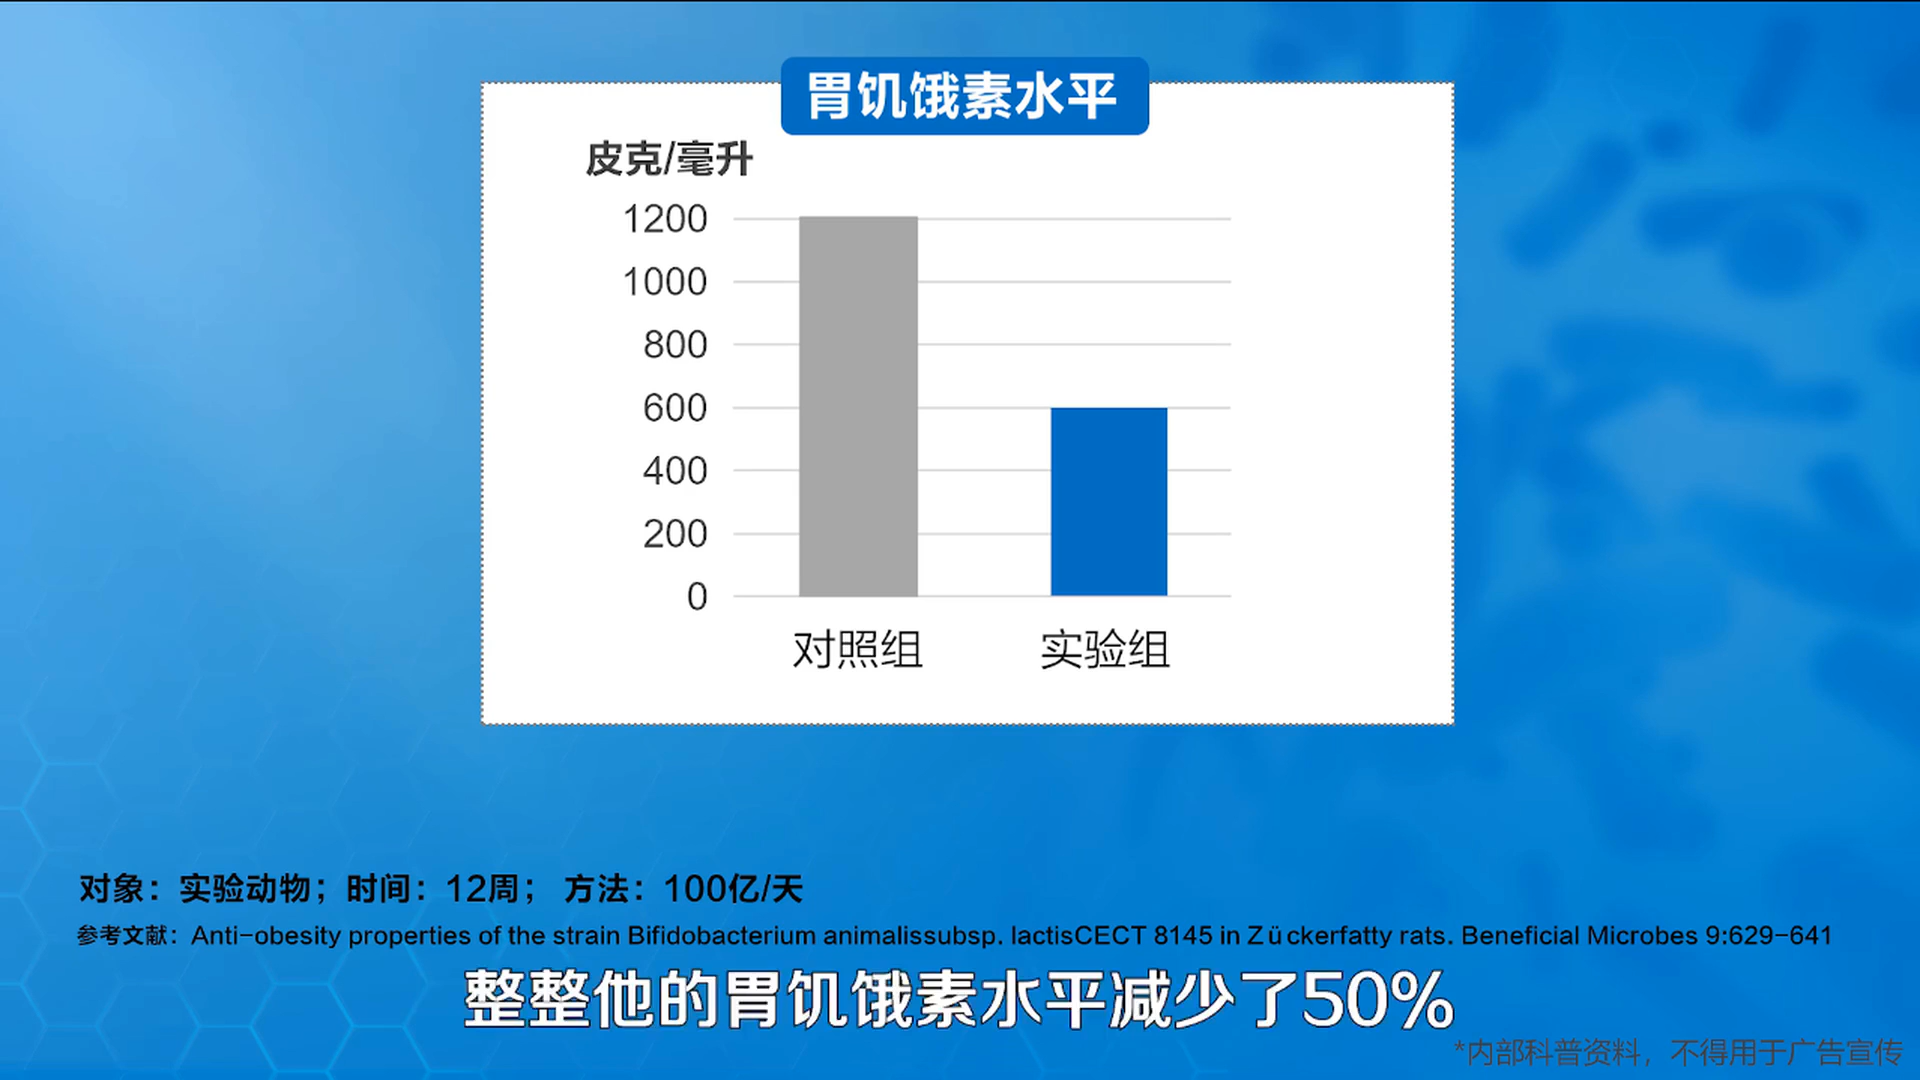 胃饥饿素水平
皮克/毫升
1200
1000
800
600
400
200
0
对照组 实验组
对象：实验动物；时间：12周； 方法：100亿/天
参考文献：Anti-obesity properties of the strain Bifidobacterium animalissubsp. lactisCECT 8145 in Zückerfatty rats. Beneficial Microbes 9:629-641
整整他的胃饥饿素水平减少了50%
*内部科普资料，不得用于广告宣传